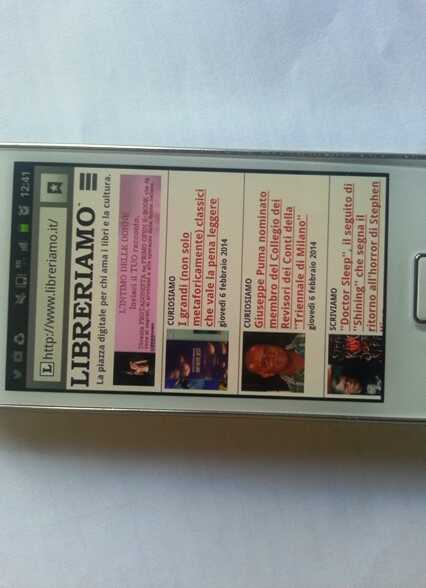 12:41
http://www.libreriamo.it/
LIBRERIAMO
La piazza digitale per chi ama i libri e la cultura.
L'INTIMO DELLE DONNE
Inviaci il TUO racconto.
CURIOSIAMO
I grandi (non solo
metaforicamente) classici
che vale la pena leggere
giovedì 6 febbraio 2014
CURIOSIAMO
Giuseppe Puma nominato
membro del Collegio dei
Revisori dei Conti della
"Triennale di Milano"
giovedì 6 febbraio 2014
SCRIVIAMO
"Doctor Sleep", il seguito di
"Shining" che segna il
ritorno all'horror di Stephen